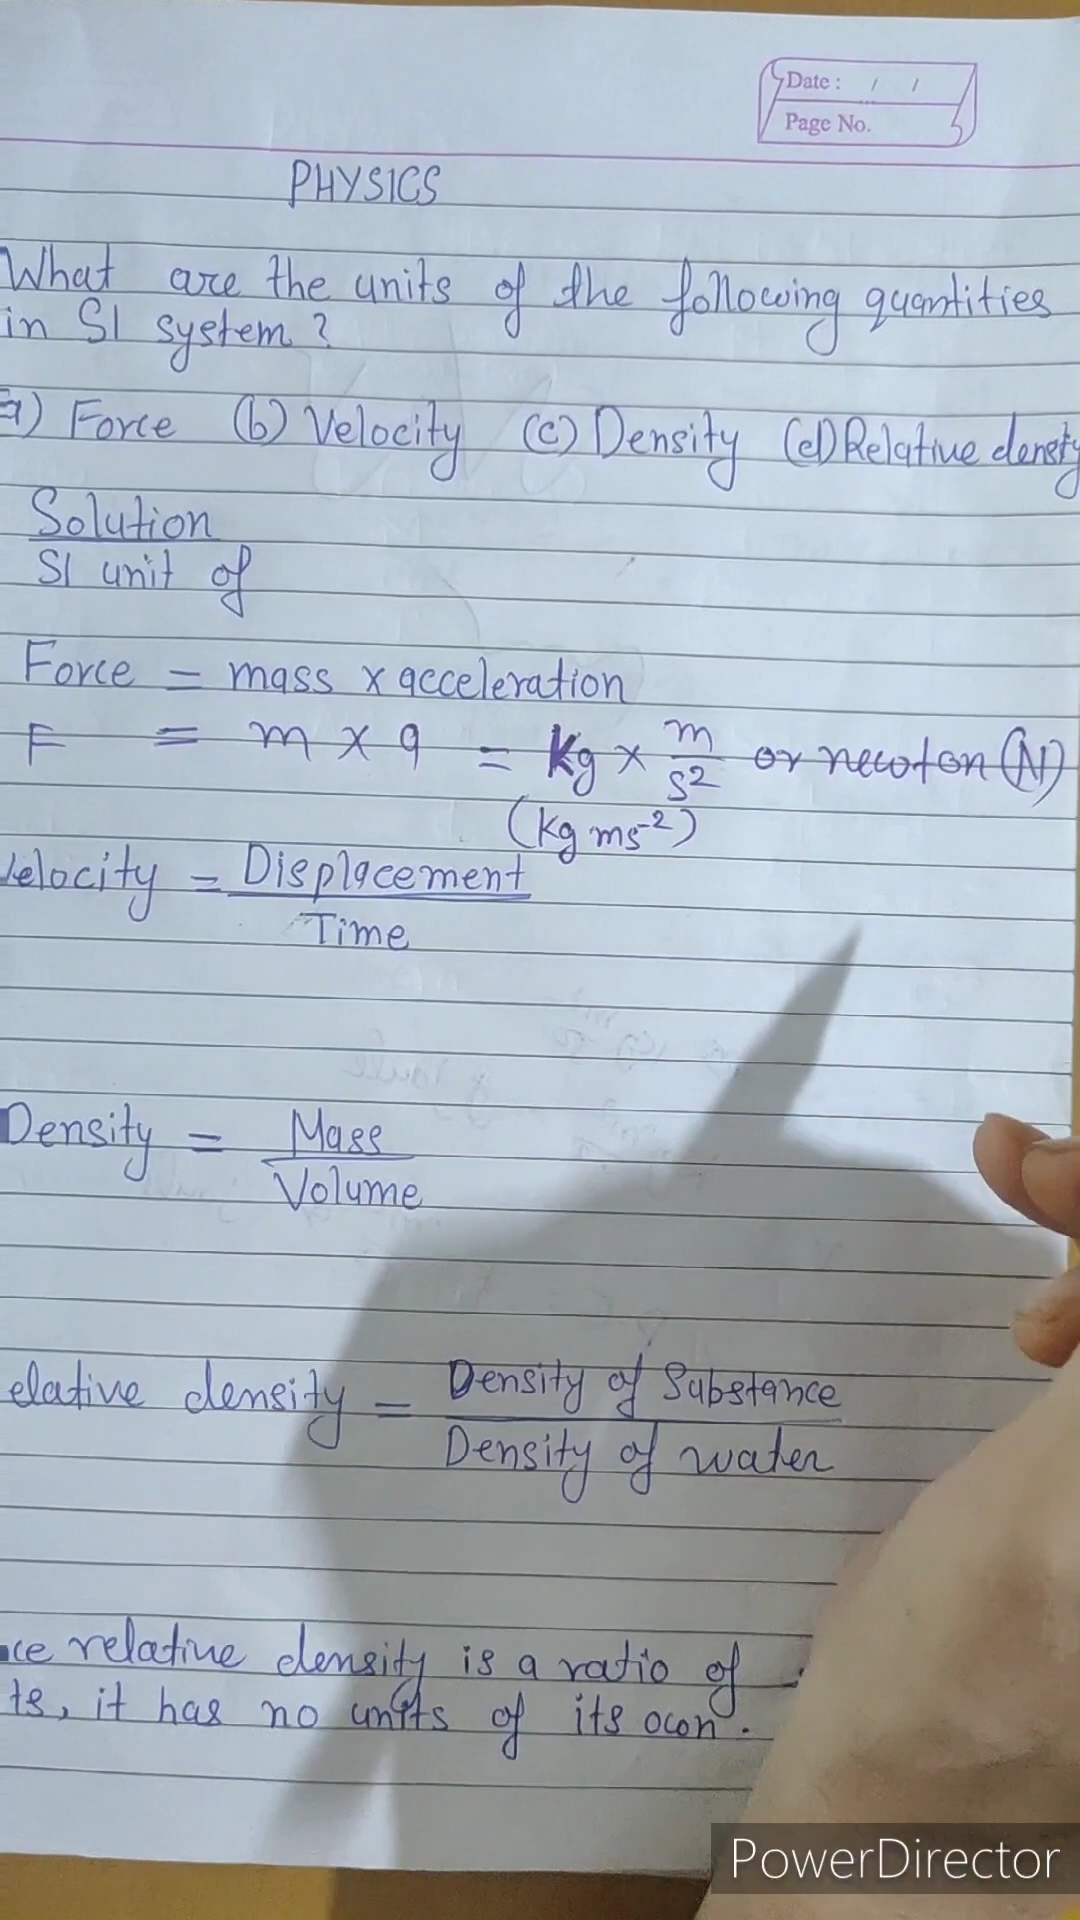 Date : / /
Page No.
PHYSICS
What are the units of the following quantities
in SI system ?
a) Force (b) Velocity (c) Density (d) Relative density
Solution
SI unit of
Force = mass x acceleration
F = m x a = kg x m/s² or newton (N)
(kg ms⁻²)
Velocity = Displacement
Time
Density = Mass
Volume
elative density = Density of Substance
Density of water
ce relative density is a ratio of
ts, it has no units of its own.
PowerDirector